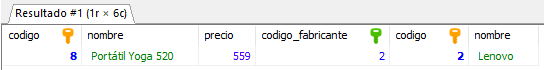 Resultado #1 (1r × 6c)
codigo nombre precio codigo_fabricante codigo nombre
8 Portátil Yoga 520 559 2 2 Lenovo